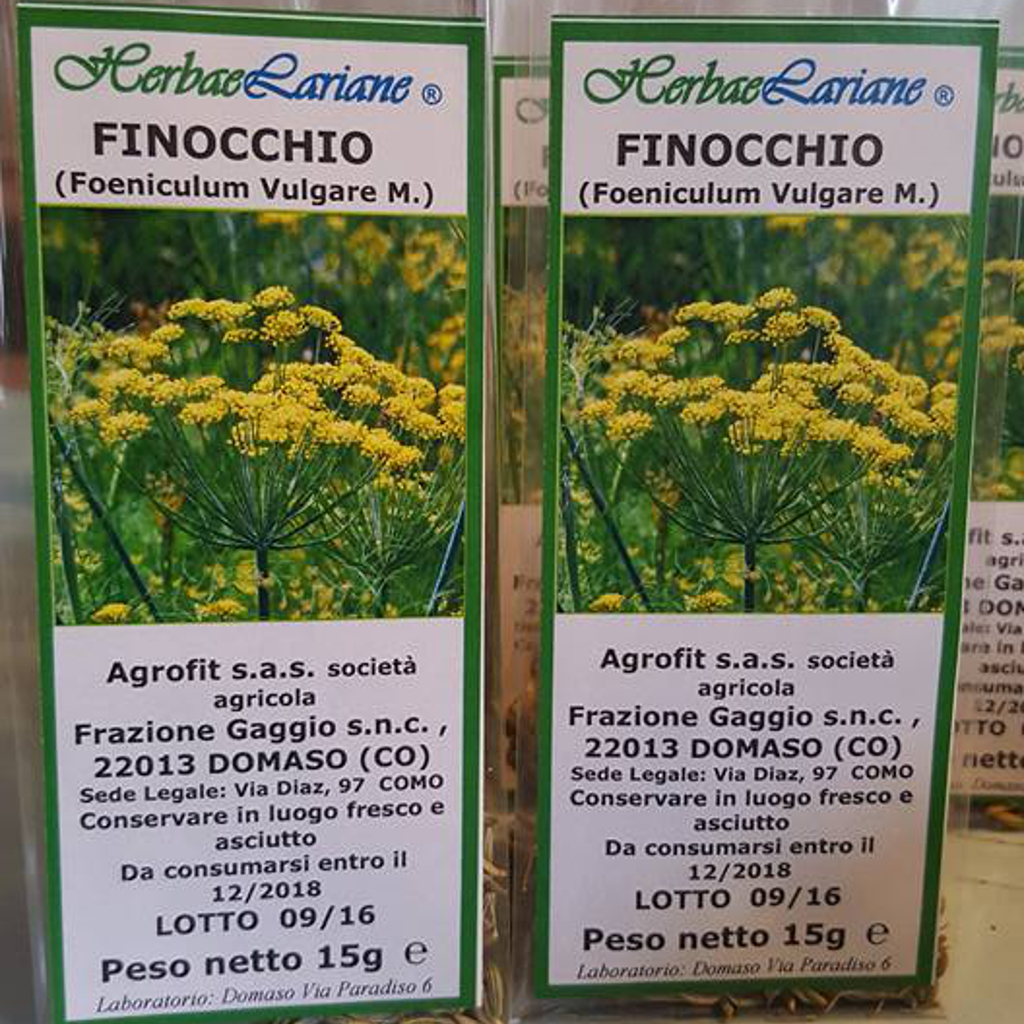 HerbaeLariane ®
FINOCCHIO
(Foeniculum Vulgare M.)
Agrofit s.a.s. società
agricola
Frazione Gaggio s.n.c. ,
22013 DOMASO (CO)
Sede Legale: Via Diaz, 97 COMO
Conservare in luogo fresco e
asciutto
Da consumarsi entro il
12/2018
LOTTO 09/16
Peso netto 15g e
Laboratorio: Domaso Via Paradiso 6
HerbaeLariane ®
FINOCCHIO
(Foeniculum Vulgare M.)
Agrofit s.a.s. società
agricola
Frazione Gaggio s.n.c. ,
22013 DOMASO (CO)
Sede Legale: Via Diaz, 97 COMO
Conservare in luogo fresco e
asciutto
Da consumarsi entro il
12/2018
LOTTO 09/16
Peso netto 15g e
Laboratorio: Domaso Via Paradiso 6
netto